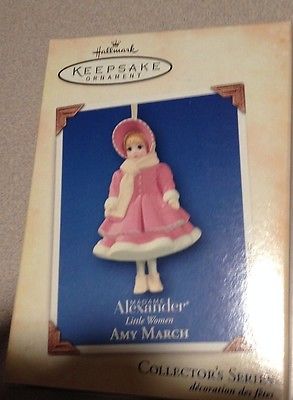 Hallmark
KEEPSAKE
ORNAMENT
MADAME
Alexander®
Little Women
AMY MARCH
COLLECTOR'S SERIES
décoration des fêtes